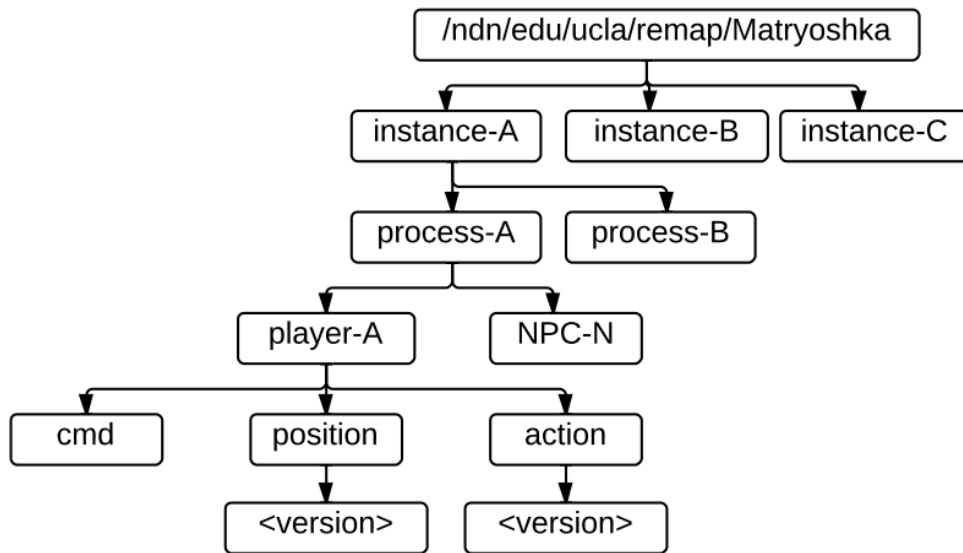 /ndn/edu/ucla/remap/Matryoshka
instance-A
instance-B
instance-C
process-A
process-B
player-A
NPC-N
cmd
position
action
<version>
<version>